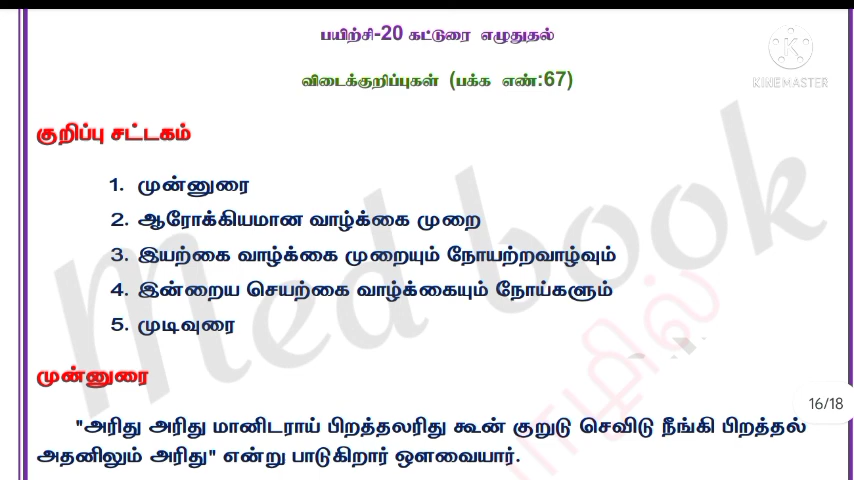 பயிற்சி-20 கட்டுரை எழுதுதல்
விடைக்குறிப்புகள் (பக்க எண்:67)
KINEMASTER
குறிப்பு சட்டகம்
1. முன்னுரை
2. ஆரோக்கியமான வாழ்க்கை முறை
3. இயற்கை வாழ்க்கை முறையும் நோயற்றவாழ்வும்
4. இன்றைய செயற்கை வாழ்க்கையும் நோய்களும்
5. முடிவுரை
Med book
முன்னுரை
16/18
"அரிது அரிது மானிடராய் பிறத்தலரிது கூன் குறுடு செவிடு நீங்கி பிறத்தல்
அதனிலும் அரிது" என்று பாடுகிறார் ஔவையார்.